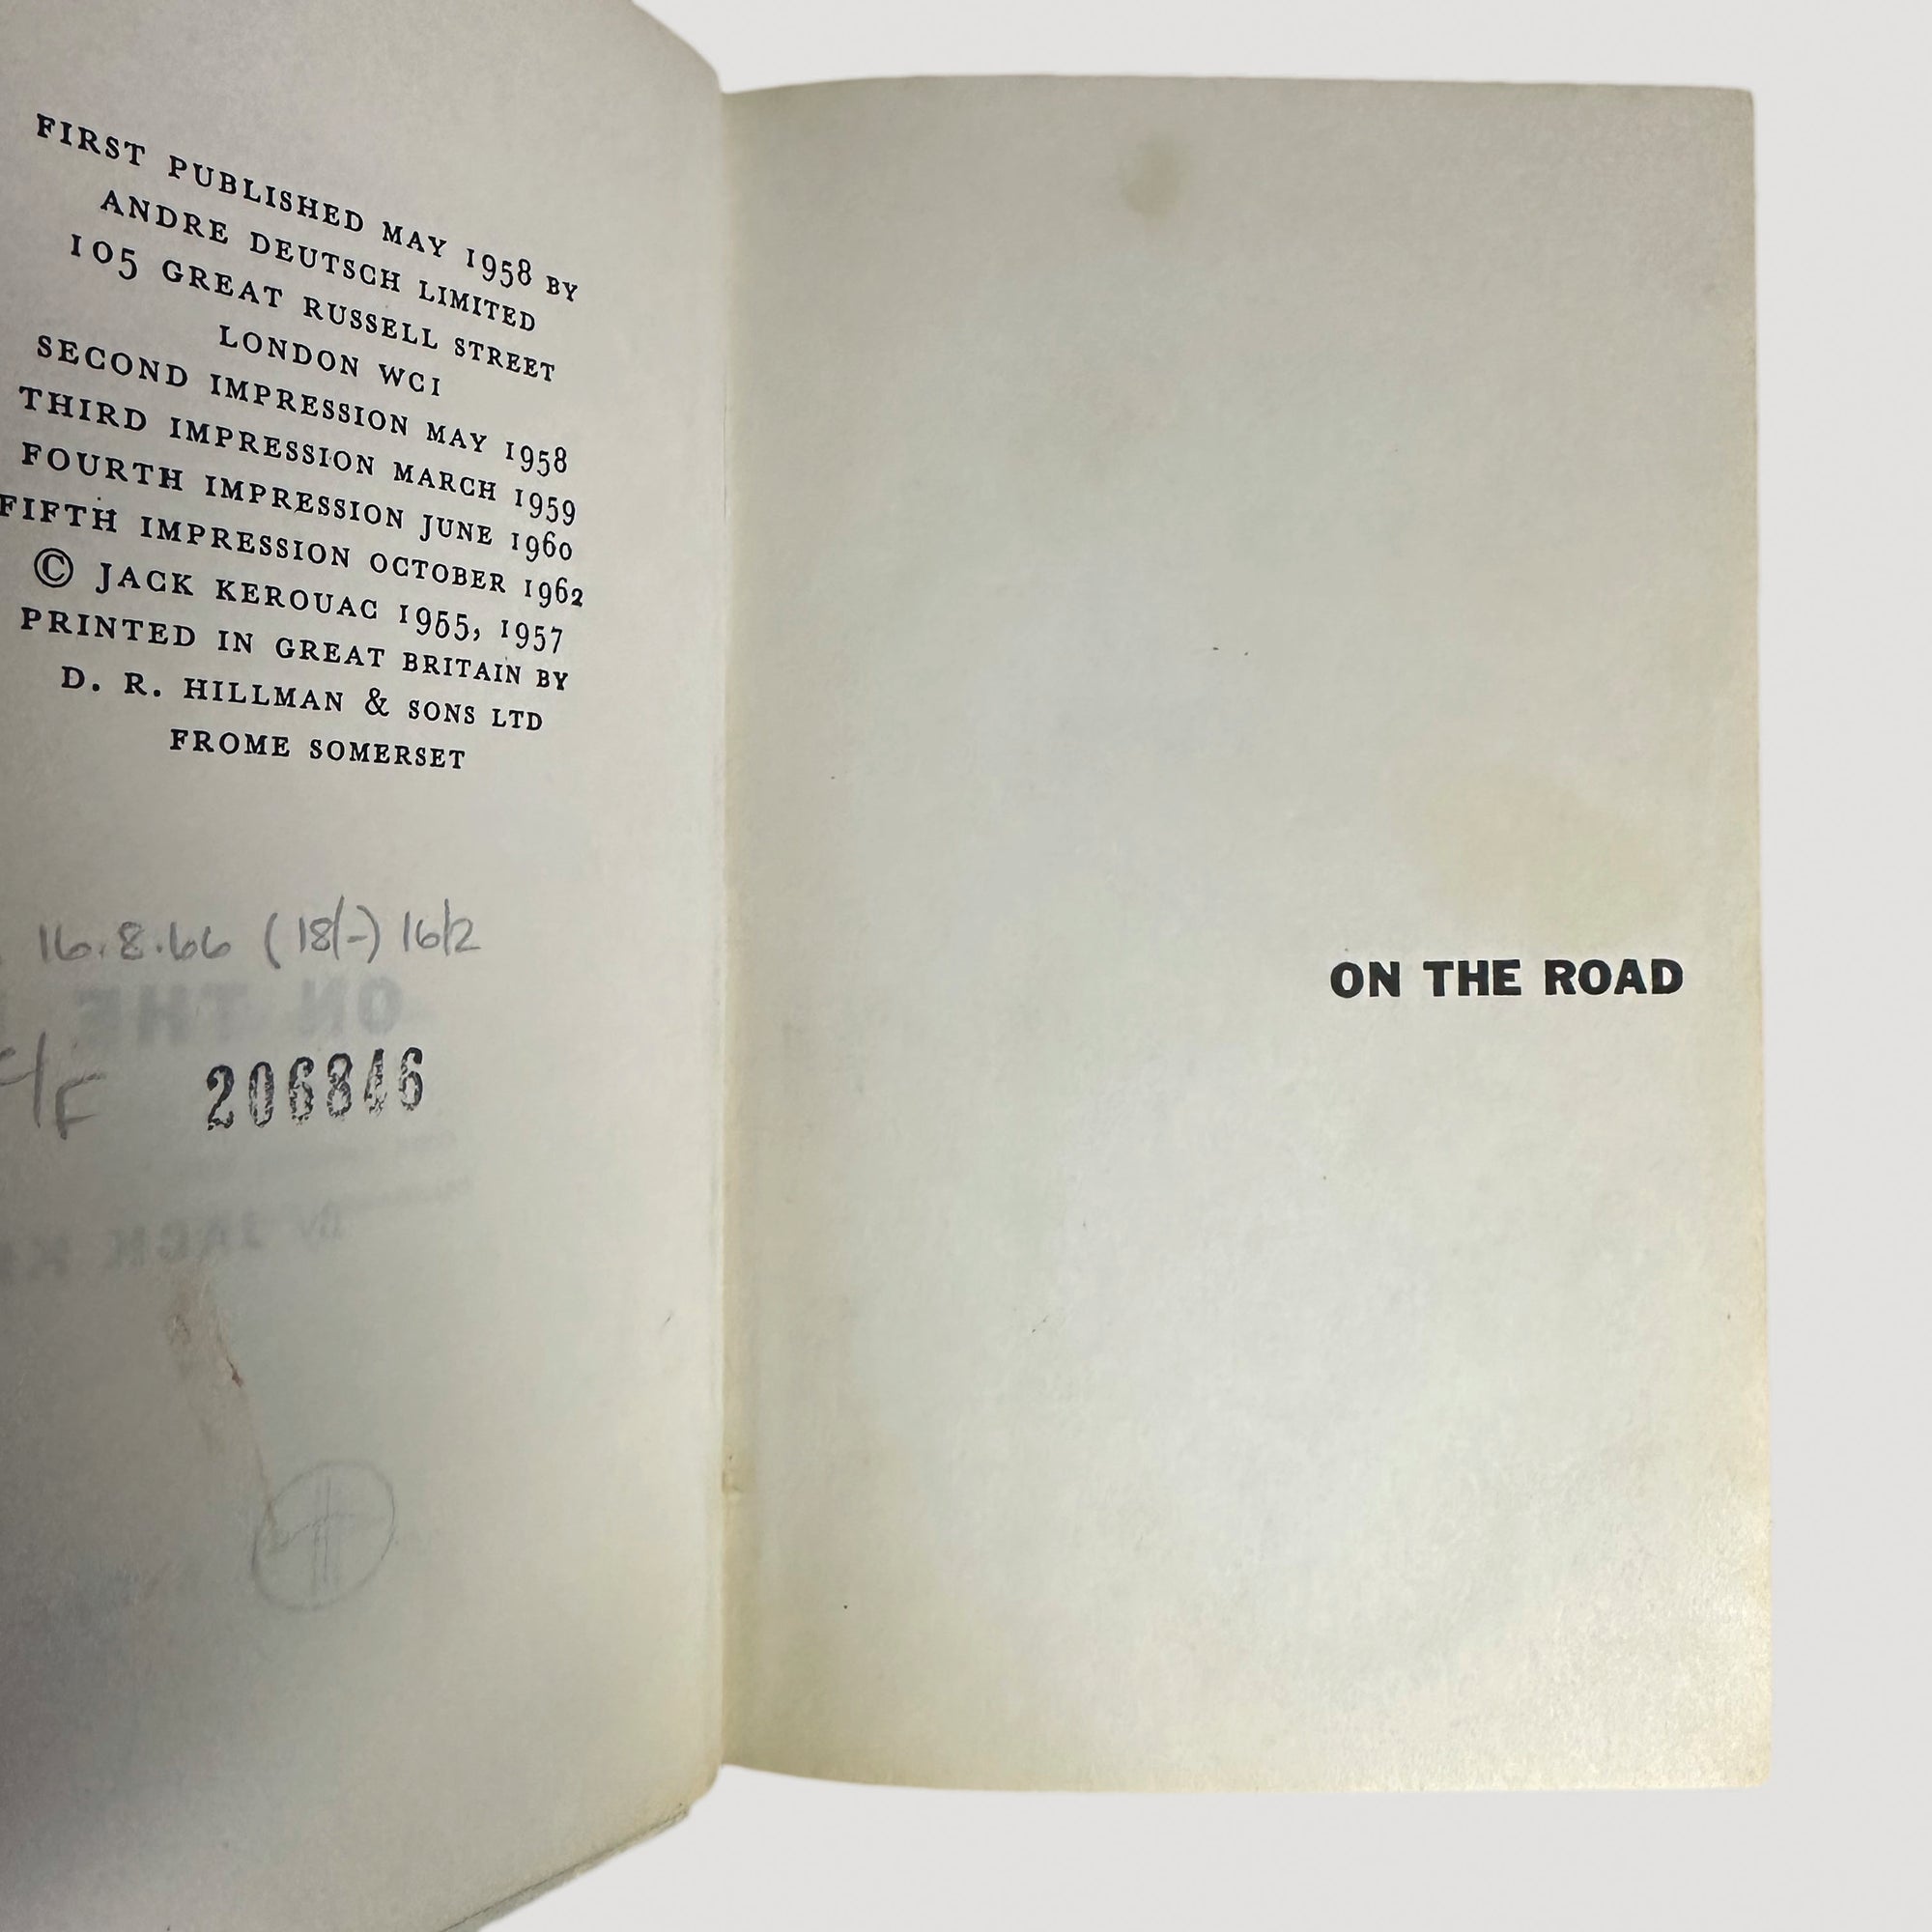 FIRST PUBLISHED MAY 1958 BY
ANDRE DEUTSCH LIMITED
105 GREAT RUSSELL STREET
LONDON WC1
SECOND IMPRESSION MAY 1958
THIRD IMPRESSION MARCH 1959
FOURTH IMPRESSION JUNE 1960
FIFTH IMPRESSION OCTOBER 1962
© JACK KEROUAC 1955, 1957
PRINTED IN GREAT BRITAIN BY
D. R. HILLMAN & SONS LTD
FROME SOMERSET
16.8.66 (18/-) 16/2
206846
ON THE ROAD